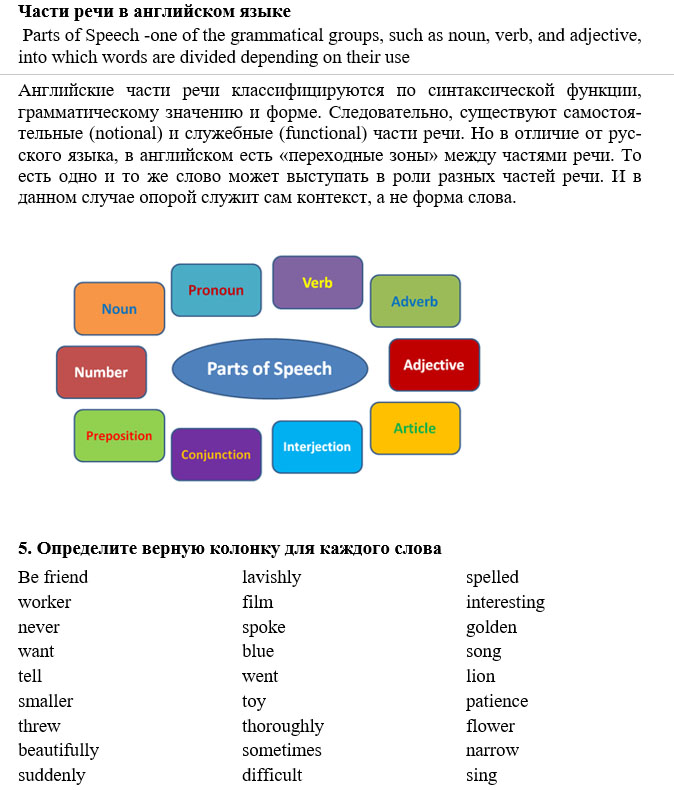 Части речи в английском языке
Parts of Speech -one of the grammatical groups, such as noun, verb, and adjective,
into which words are divided depending on their use
Английские части речи классифицируются по синтаксической функции,
грамматическому значению и форме. Следовательно, существуют самостоя-
тельные (notional) и служебные (functional) части речи. Но в отличие от рус-
ского языка, в английском есть «переходные зоны» между частями речи. То
есть одно и то же слово может выступать в роли разных частей речи. И в
данном случае опорой служит сам контекст, а не форма слова.
Noun
Pronoun
Verb
Adverb
Number
Parts of Speech
Adjective
Preposition
Conjunction
Interjection
Article
5. Определите верную колонку для каждого слова
Be friend lavishly spelled
worker film interesting
never spoke golden
want blue song
tell went lion
smaller toy patience
threw thoroughly flower
beautifully sometimes narrow
suddenly difficult sing